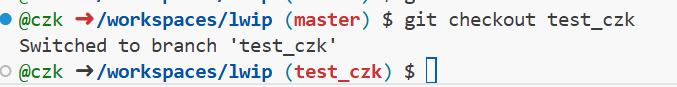 @czk ➜/workspaces/lwip (master) $ git checkout test_czk
Switched to branch 'test_czk'
@czk ➜/workspaces/lwip (test_czk) $